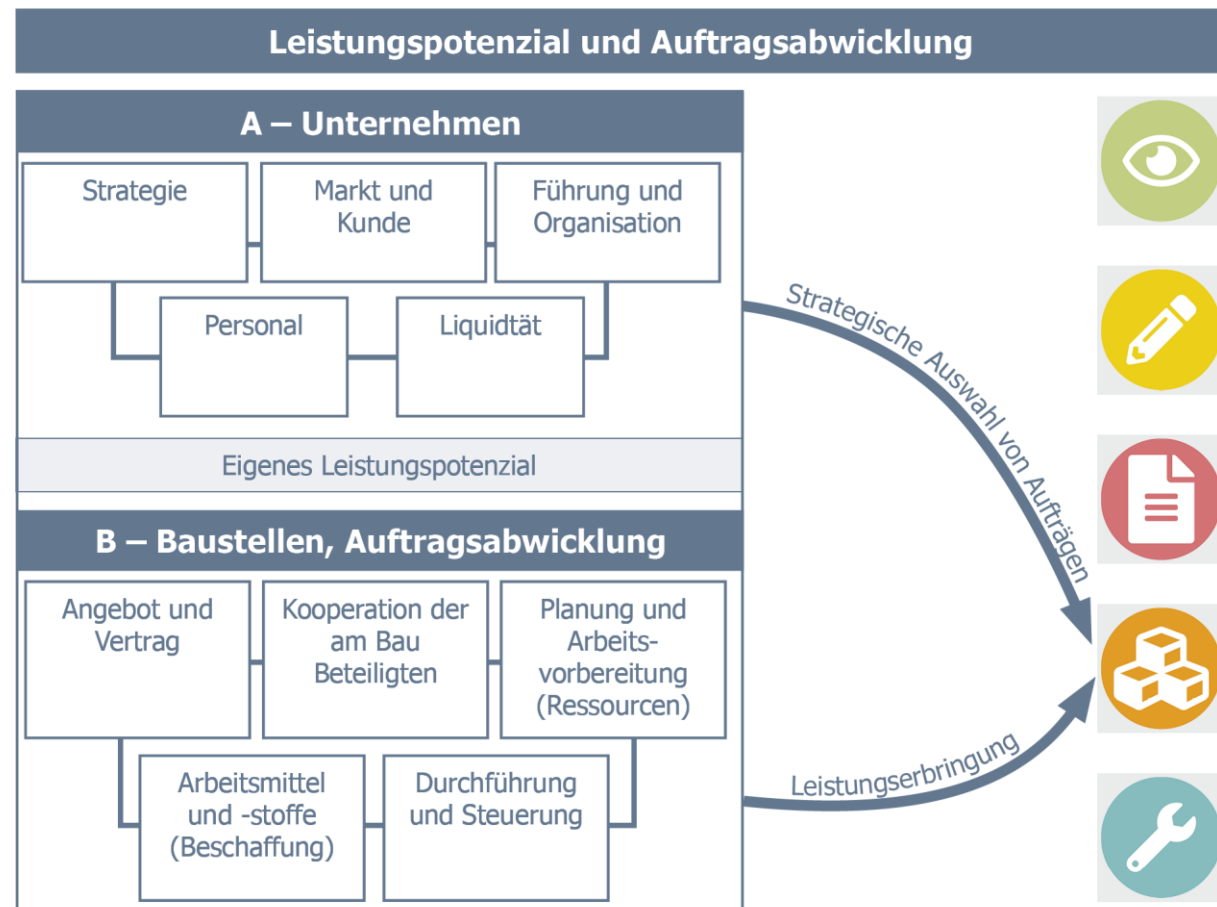 Leistungspotenzial und Auftragsabwicklung
A – Unternehmen
Strategie
Markt und
Kunde
Führung und
Organisation
Personal
Liquidtät
Eigenes Leistungspotenzial
B – Baustellen, Auftragsabwicklung
Angebot und
Vertrag
Kooperation der
am Bau
Beteiligten
Planung und
Arbeits-
vorbereitung
(Ressourcen)
Arbeitsmittel
und -stoffe
(Beschaffung)
Durchführung
und Steuerung
Strategische Auswahl von Aufträgen
Leistungserbringung